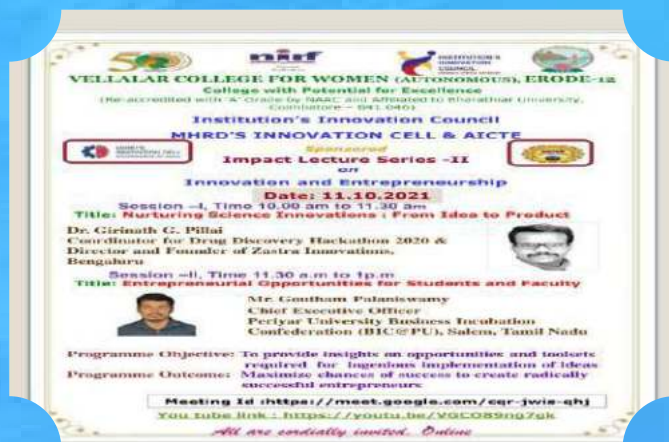 50
nirf
INSTITUTION'S
INNOVATION
COUNCIL
VELLALAR COLLEGE FOR WOMEN (AUTONOMOUS), ERODE-12
College with Potential for Excellence
(Re-accredited with 'A' Grade by NAAC and Affiliated to Bharathiar University,
Coimbatore – 641 046)
Institution's Innovation Council
MHRD'S INNOVATION CELL & AICTE
Sponsored
Impact Lecture Series -II
on
Innovation and Entrepreneurship
Date: 11.10.2021
Session –I, Time 10.00 am to 11.30 am
Title: Nurturing Science Innovations : From Idea to Product
Dr. Girinath G. Pillai
Coordinator for Drug Discovery Hackathon 2020 &
Director and Founder of Zastra Innovations,
Bengaluru
Session –II, Time 11.30 a.m to 1p.m
Title: Entrepreneurial Opportunities for Students and Faculty
Mr. Goutham Palaniswamy
Chief Executive Officer
Periyar University Business Incubation
Confederation (BIC@PU), Salem, Tamil Nadu
Programme Objective: To provide insights on opportunities and toolsets
required for ingenious implementation of ideas
Programme Outcome: Maximize chances of success to create radically
successful entrepreneurs
Meeting Id :https://meet.google.com/cqr-jwie-qhj
You tube link : https://youtu.be/VGCO89ng7gk
All are cordially invited. Online